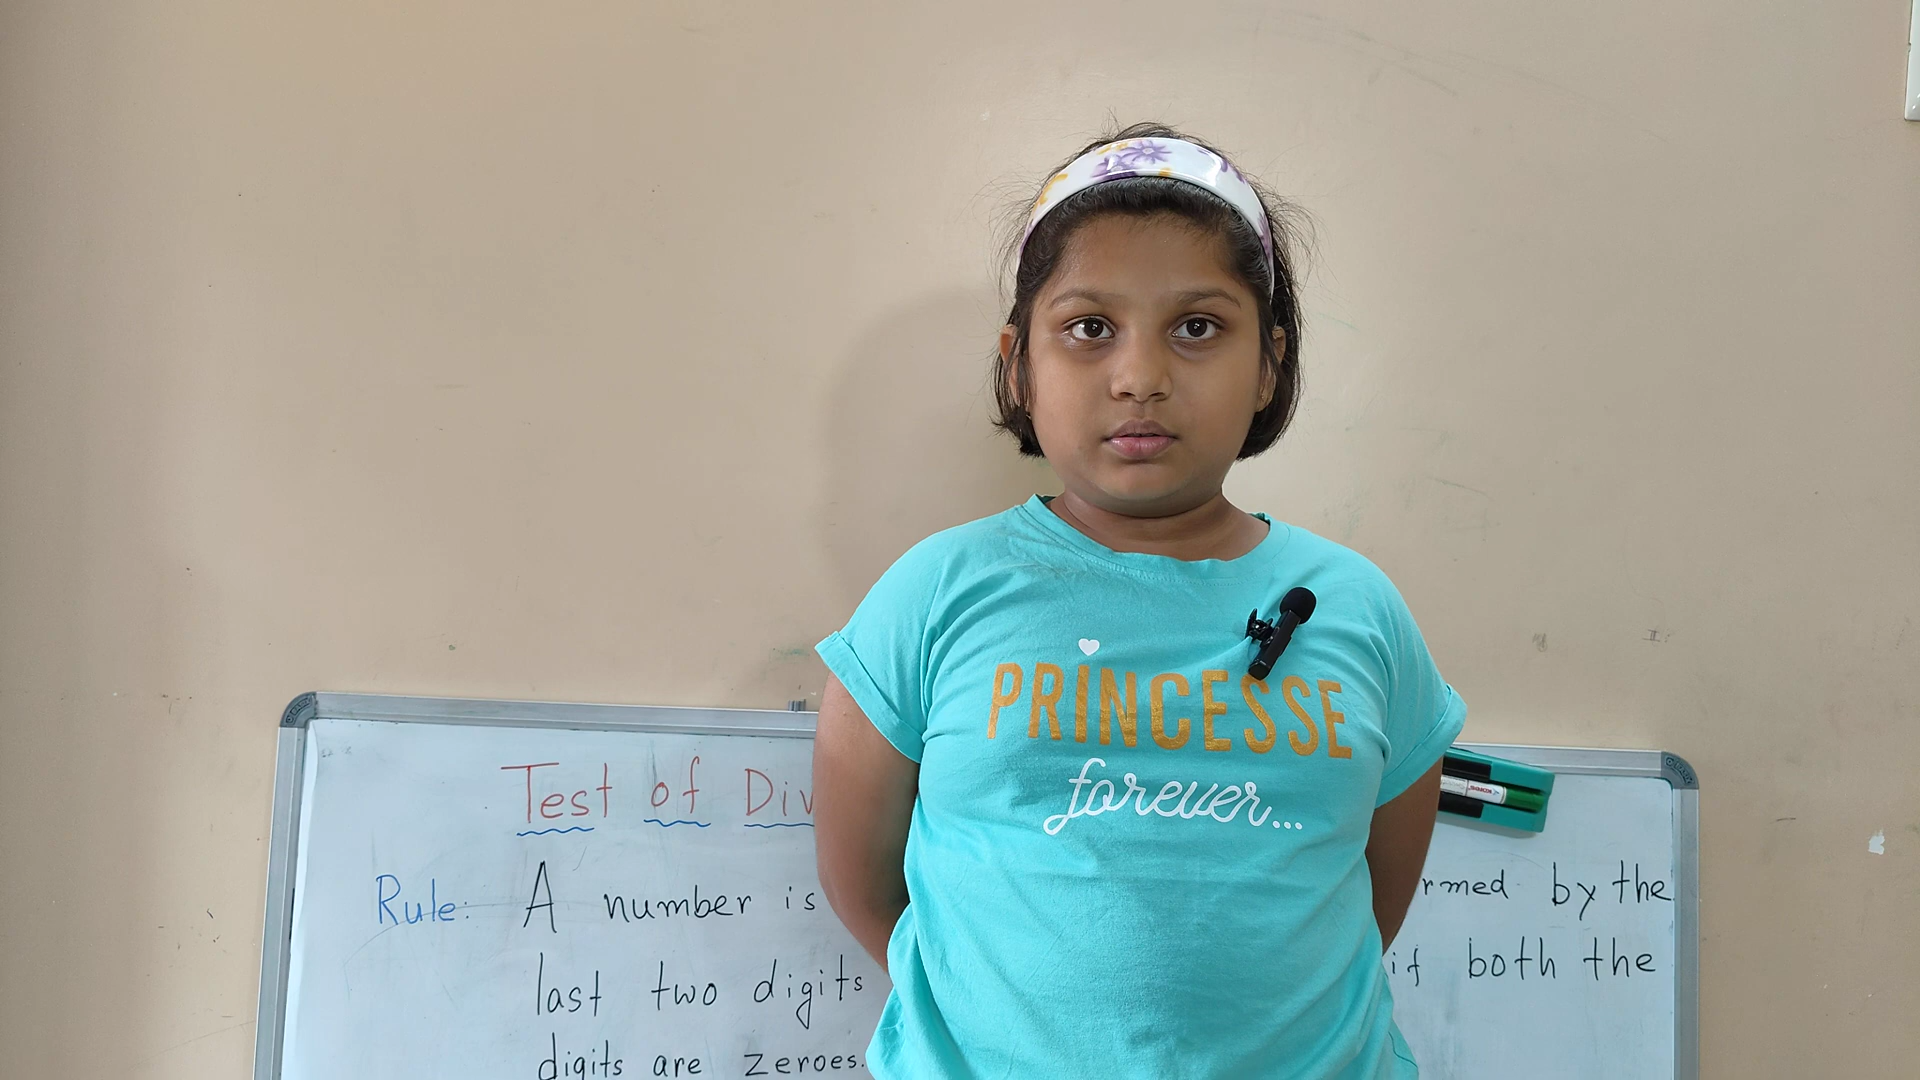 PRINCESSE
forever...
Test of Div
Rule: A number is rmed by the
last two digits if both the
digits are zeroes.